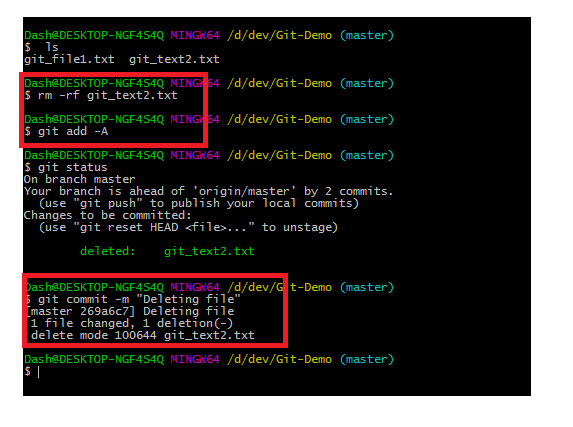 Dash@DESKTOP-NGF4S4Q MINGW64 /d/dev/Git-Demo (master)
$  ls
git_file1.txt  git_text2.txt
Dash@DESKTOP-NGF4S4Q MINGW64 /d/dev/Git-Demo (master)
$ rm -rf git_text2.txt
Dash@DESKTOP-NGF4S4Q MINGW64 /d/dev/Git-Demo (master)
$ git add -A
Dash@DESKTOP-NGF4S4Q MINGW64 /d/dev/Git-Demo (master)
$ git status
On branch master
Your branch is ahead of 'origin/master' by 2 commits.
  (use "git push" to publish your local commits)
Changes to be committed:
  (use "git reset HEAD <file>..." to unstage)
        deleted:    git_text2.txt
Dash@DESKTOP-NGF4S4Q MINGW64 /d/dev/Git-Demo (master)
$ git commit -m "Deleting file"
[master 269a6c7] Deleting file
 1 file changed, 1 deletion(-)
 delete mode 100644 git_text2.txt
Dash@DESKTOP-NGF4S4Q MINGW64 /d/dev/Git-Demo (master)
$